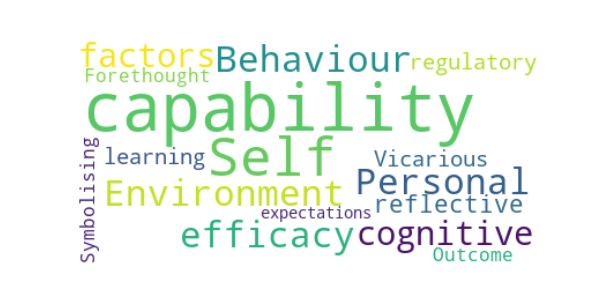 factors Behaviour regulatory
Forethought
capability
Symbolising learning Self Vicarious
Environment Personal
expectations reflective
efficacy cognitive
Outcome